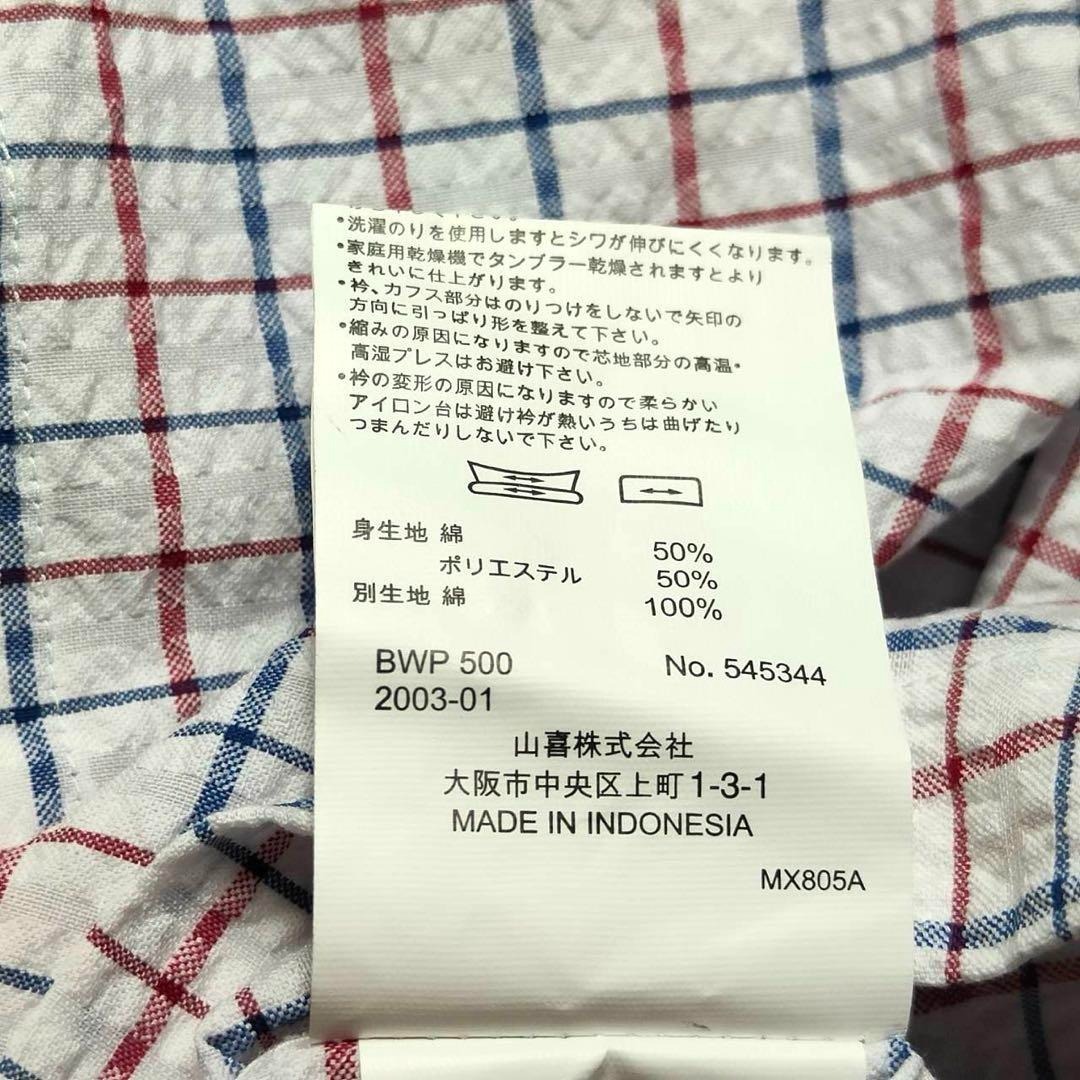 ・洗濯のりを使用しますとシワが伸びにくくなります。
・家庭用乾燥機でタンブラー乾燥されますとより
きれいに仕上がります。
・衿、カフス部分はのりつけをしないで矢印の
方向に引っぱり形を整えて下さい。
・縮みの原因になりますので芯地部分の高温・
高湿プレスはお避け下さい。
・衿の変形の原因になりますので柔らかい
アイロン台は避け衿が熱いうちは曲げたり
つまんだりしないで下さい。
身生地 綿 50%
ポリエステル 50%
別生地 綿 100%
BWP 500 No. 545344
2003-01
山喜株式会社
大阪市中央区上町1-3-1
MADE IN INDONESIA
MX805A